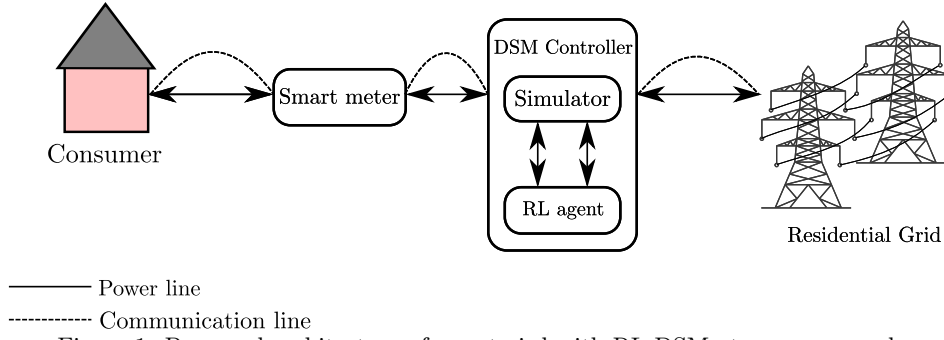 DSM Controller
Smart meter
Simulator
Consumer
RL agent
Residential Grid
Power line
Communication line